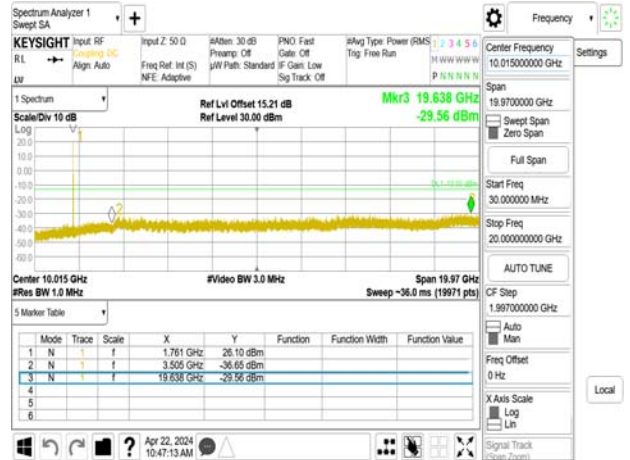 Spectrum Analyzer 1
Swept SA
Frequency
KEYSIGHT
RL
Input: RF
Coupling: DC
Align: Auto
Input Z: 50 Ω
Freq Ref: Int (S)
NFE: Adaptive
#Atten: 30 dB
Preamp: Off
µW Path: Standard
PNO: Fast
Gate: Off
IF Gain: Low
Sig Track: Off
#Avg Type: Power (RMS
Trig: Free Run
1 2 3 4 5 6
M W W W W W
P N N N N N
1 Spectrum
Scale/Div 10 dB
Ref Lvl Offset 15.21 dB
Ref Level 30.00 dBm
Mkr3 19.638 GHz
-29.56 dBm
Log
20.0
10.0
0.00
-10.0
-20.0
-30.0
-40.0
-50.0
-60.0
1
2
DL1 -13.00 dBm
Center 10.015 GHz
#Video BW 3.0 MHz
Span 19.97 GHz
#Res BW 1.0 MHz
Sweep ~36.0 ms (19971 pts)
5 Marker Table
Mode Trace Scale X Y Function Function Width Function Value
1 N 1 f 1.761 GHz 26.10 dBm
2 N 1 f 3.505 GHz -36.65 dBm
3 N 1 f 19.638 GHz -29.56 dBm
4
5
6
?
Apr 22, 2024
10:47:13 AM
Center Frequency
10.015000000 GHz
Settings
Span
19.9700000 GHz
Swept Span
Zero Span
Full Span
Start Freq
30.000000 MHz
Stop Freq
20.000000000 GHz
AUTO TUNE
CF Step
1.997000000 GHz
Auto
Man
Freq Offset
0 Hz
X Axis Scale
Log
Lin
Local
Signal Track
(Span Zoom)